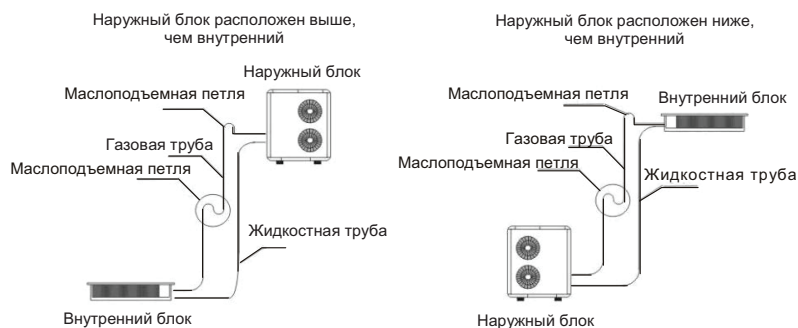 Наружный блок расположен выше,
чем внутренний
Наружный блок
Маслоподъемная петля
Газовая труба
Маслоподъемная петля
Жидкостная труба
Внутренний блок
Наружный блок расположен ниже,
чем внутренний
Маслоподъемная петля
Внутренний блок
Газовая труба
Маслоподъемная петля
Жидкостная труба
Наружный блок